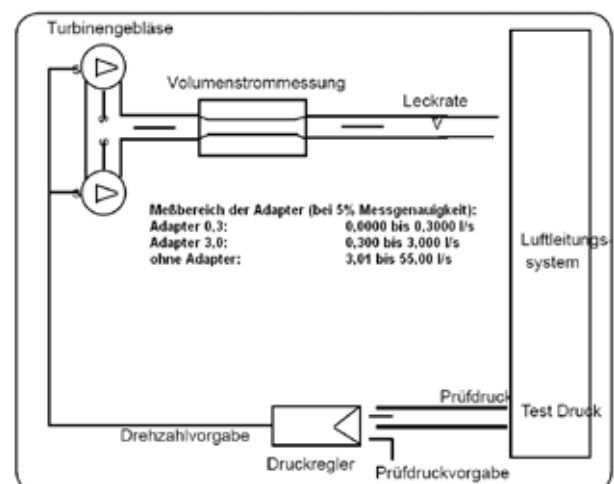 Turbinengebläse
Volumenstrommessung
Leckrate
Meßbereich der Adapter (bei 5% Messgenauigkeit):
Adapter 0,3: 0,0000 bis 0,3000 l/s
Adapter 3,0: 0,300 bis 3,000 l/s
ohne Adapter: 3,01 bis 55,00 l/s
Luftleitungs-
system
Prüfdruck
Test Druck
Drehzahlvorgabe
Druckregler
Prüfdruckvorgabe